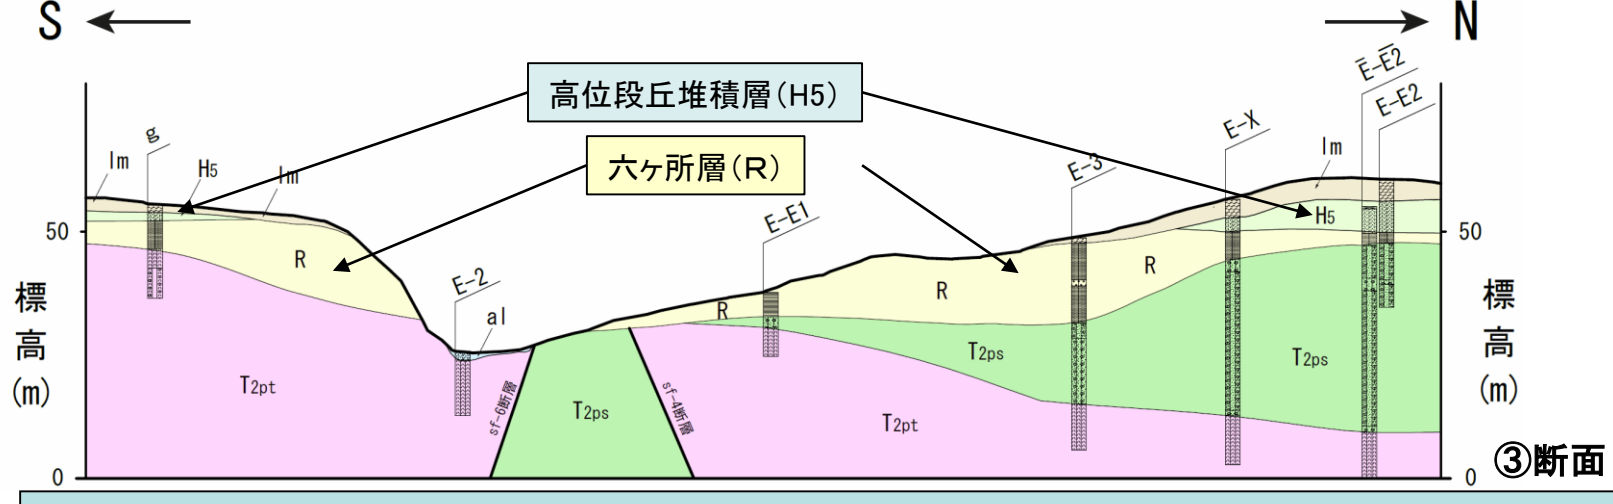 S
N
Ē-Ē2
E-E2
高位段丘堆積層(H5)
g
E-X
lm
H5
lm
六ヶ所層(R)
E-3
lm
H5
E-E1
50
50
R
R
R
R
E-2
al
標高(m)
標高(m)
T2pt
sf-6断層
T2ps
sf-4断層
T2ps
T2pt
T2ps
0
0
③断面